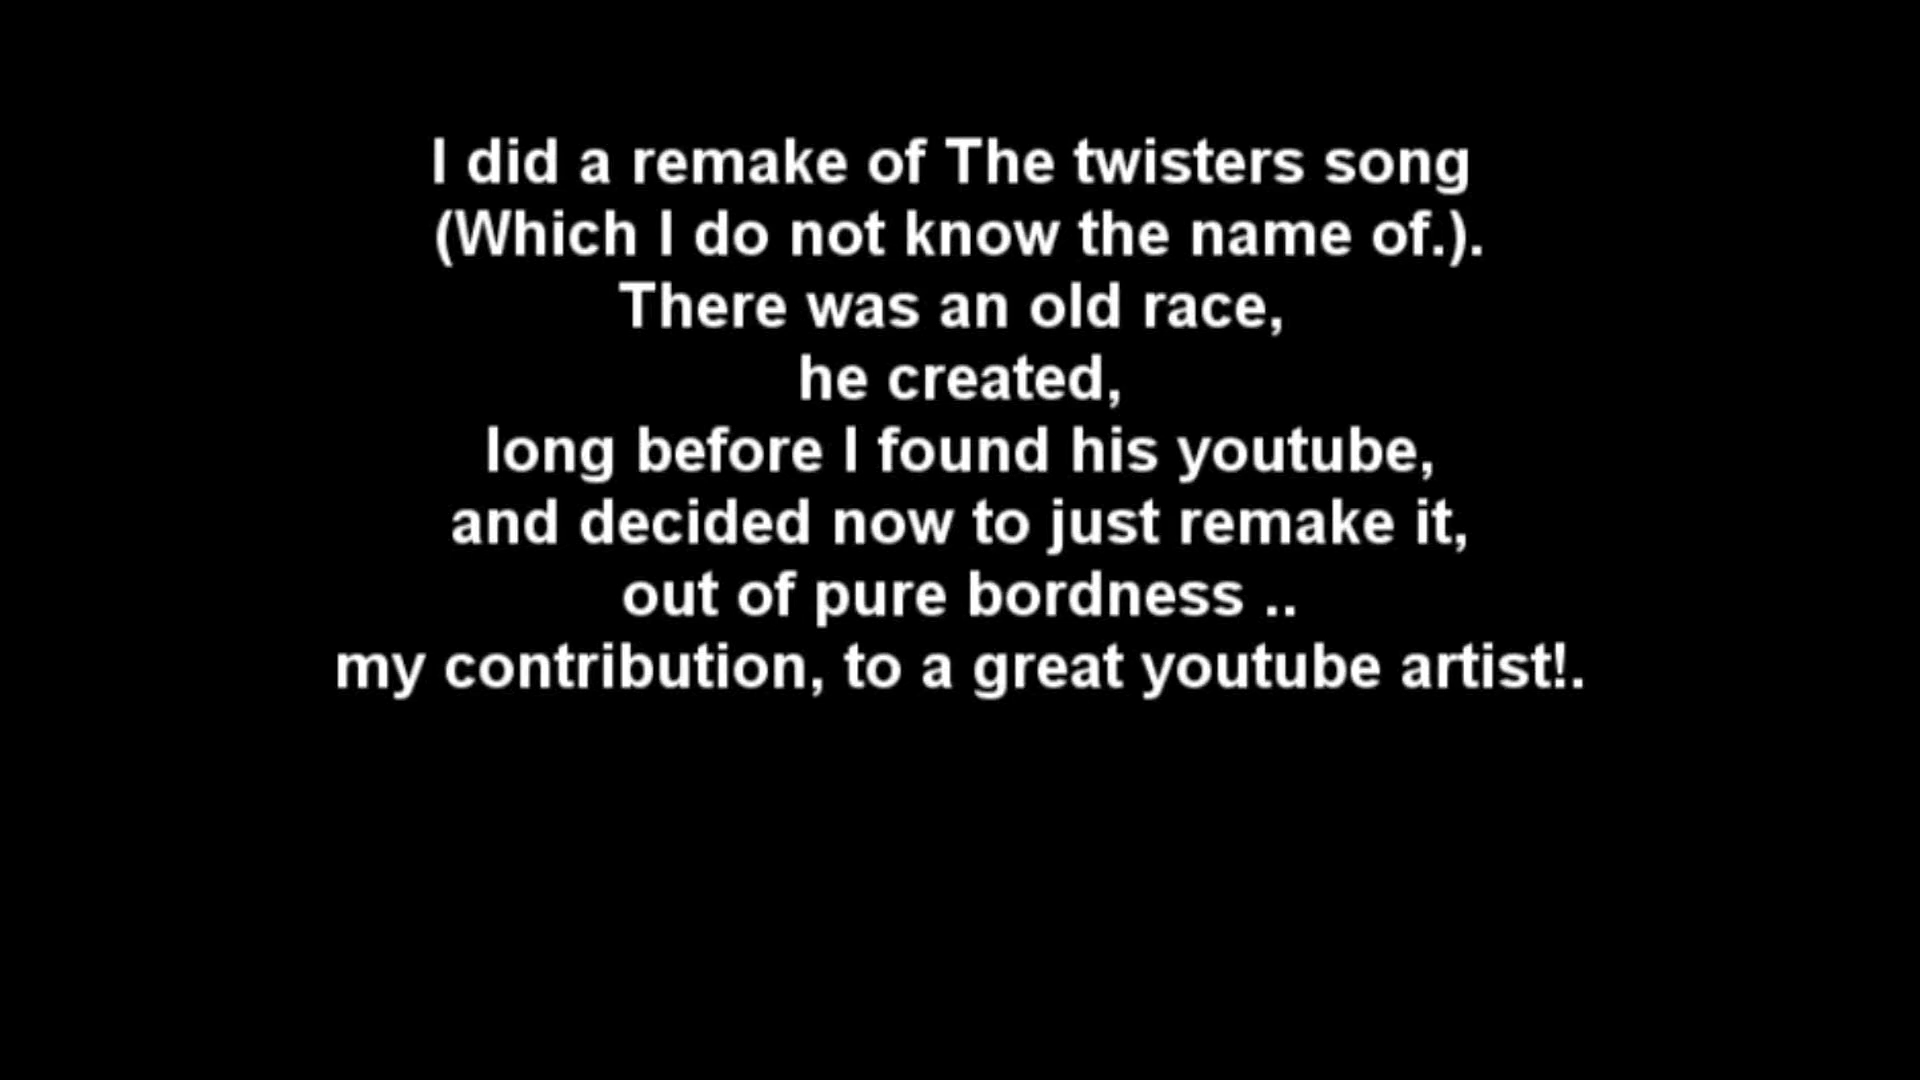 I did a remake of The twisters song
(Which I do not know the name of.).
There was an old race,
he created,
long before I found his youtube,
and decided now to just remake it,
out of pure bordness ..
my contribution, to a great youtube artist!.